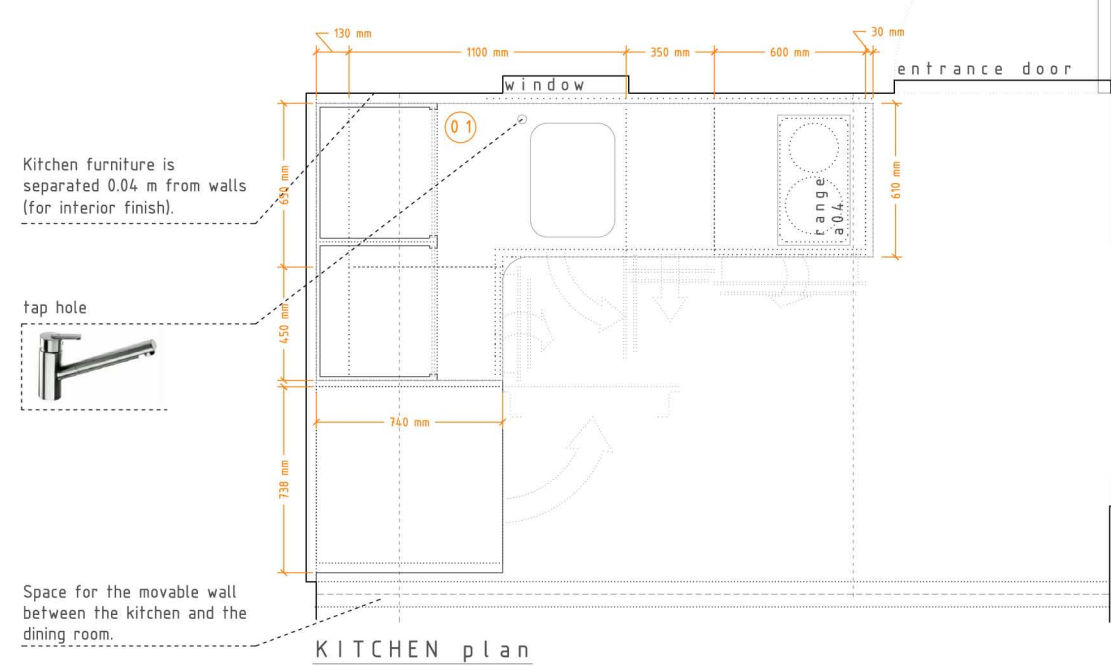 130 mm
1100 mm
350 mm
600 mm
30 mm
window
entrance door
01
Kitchen furniture is
separated 0.04 m from walls
(for interior finish).
650 mm
610 mm
range
a04
tap hole
450 mm
740 mm
738 mm
Space for the movable wall
between the kitchen and the
dining room.
KITCHEN plan